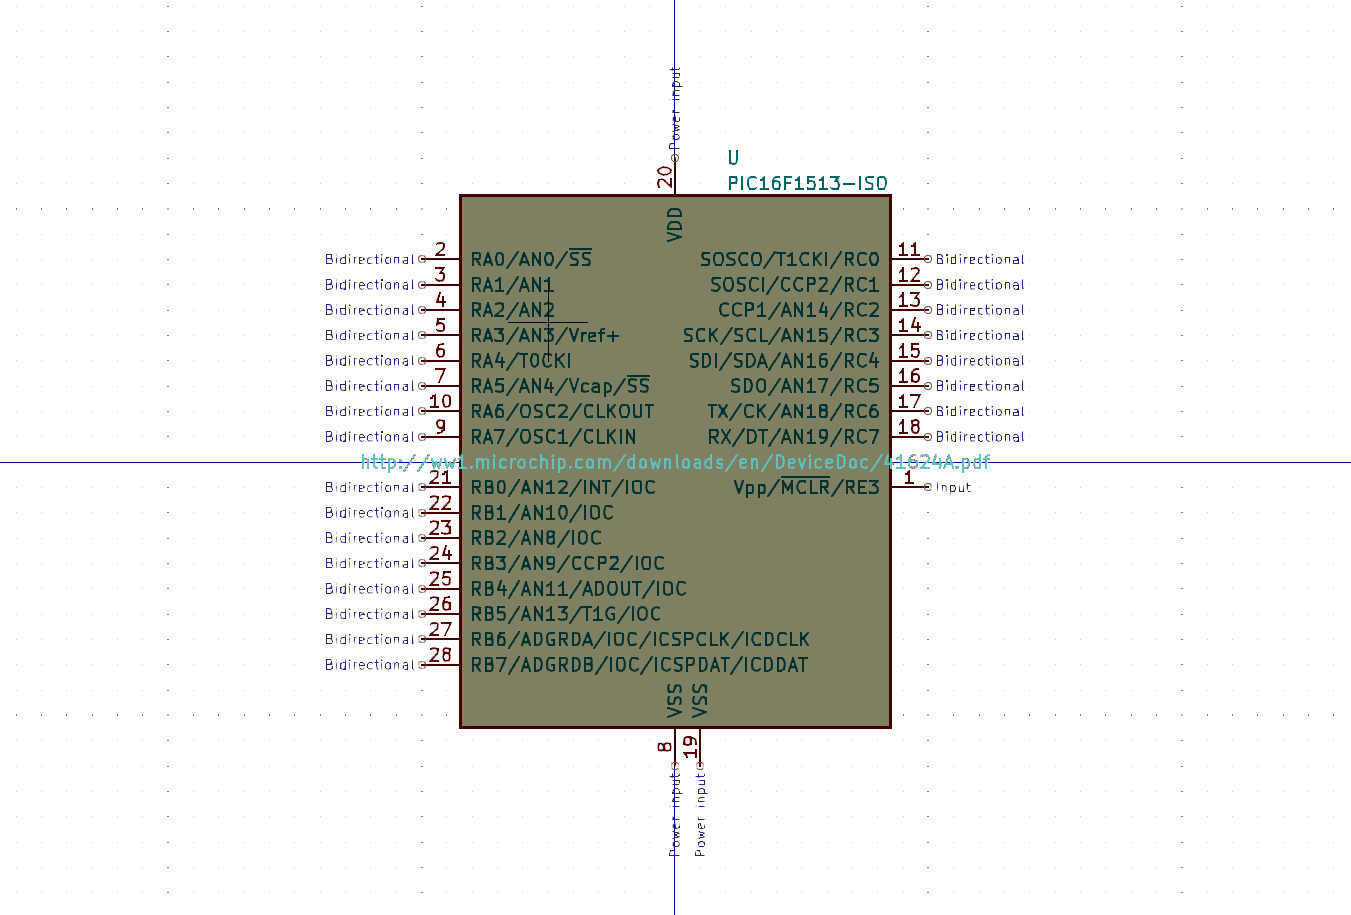 Power input
20
U
PIC16F1513-ISO
VDD
Bidirectional 2 RA0/AN0/SS SOSCO/T1CKI/RC0 11 Bidirectional
Bidirectional 3 RA1/AN1 SOSCI/CCP2/RC1 12 Bidirectional
Bidirectional 4 RA2/AN2 CCP1/AN14/RC2 13 Bidirectional
Bidirectional 5 RA3/AN3/Vref+ SCK/SCL/AN15/RC3 14 Bidirectional
Bidirectional 6 RA4/T0CKI SDI/SDA/AN16/RC4 15 Bidirectional
Bidirectional 7 RA5/AN4/Vcap/SS SDO/AN17/RC5 16 Bidirectional
Bidirectional 10 RA6/OSC2/CLKOUT TX/CK/AN18/RC6 17 Bidirectional
Bidirectional 9 RA7/OSC1/CLKIN RX/DT/AN19/RC7 18 Bidirectional
http://ww1.microchip.com/downloads/en/DeviceDoc/41624A.pdf
Bidirectional 21 RB0/AN12/INT/IOC Vpp/MCLR/RE3 1 Input
Bidirectional 22 RB1/AN10/IOC
Bidirectional 23 RB2/AN8/IOC
Bidirectional 24 RB3/AN9/CCP2/IOC
Bidirectional 25 RB4/AN11/ADOUT/IOC
Bidirectional 26 RB5/AN13/T1G/IOC
Bidirectional 27 RB6/ADGRDA/IOC/ICSPCLK/ICDCLK
Bidirectional 28 RB7/ADGRDB/IOC/ICSPDAT/ICDDAT
VSS VSS
8 19
Power input Power input